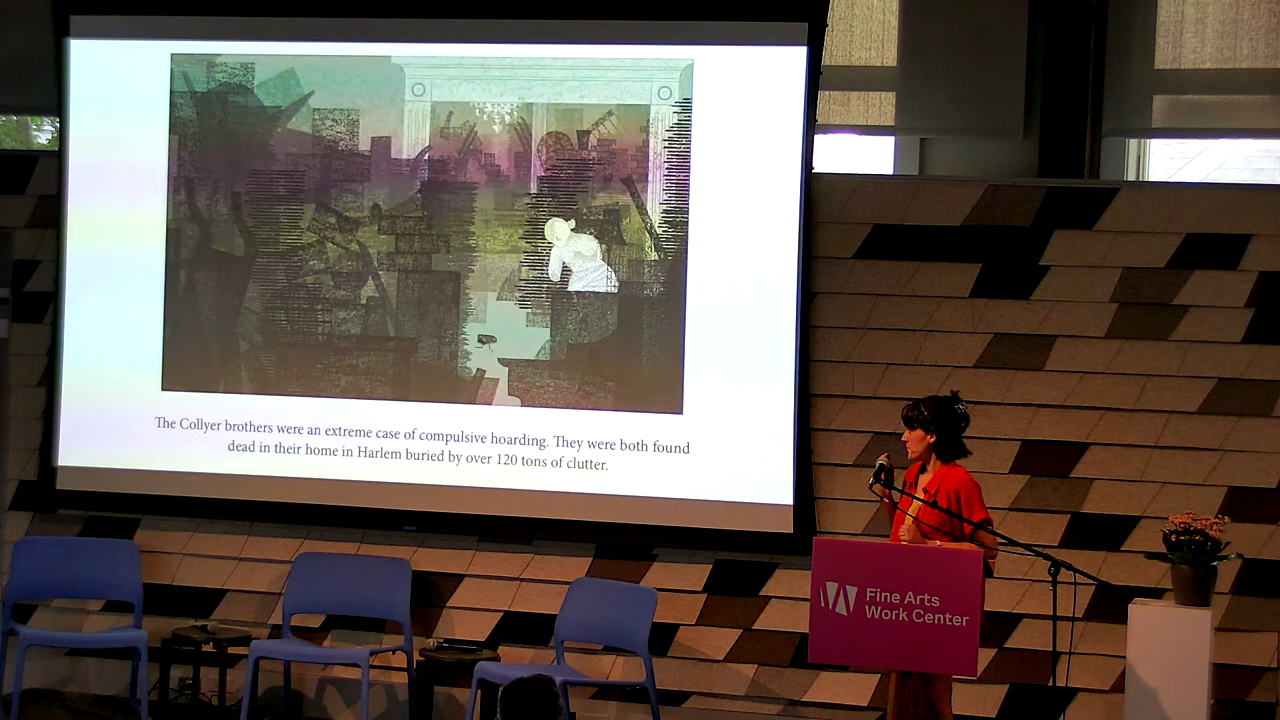 The Collyer brothers were an extreme case of compulsive hoarding. They were both found
dead in their home in Harlem buried by over 120 tons of clutter.
Fine Arts
Work Center